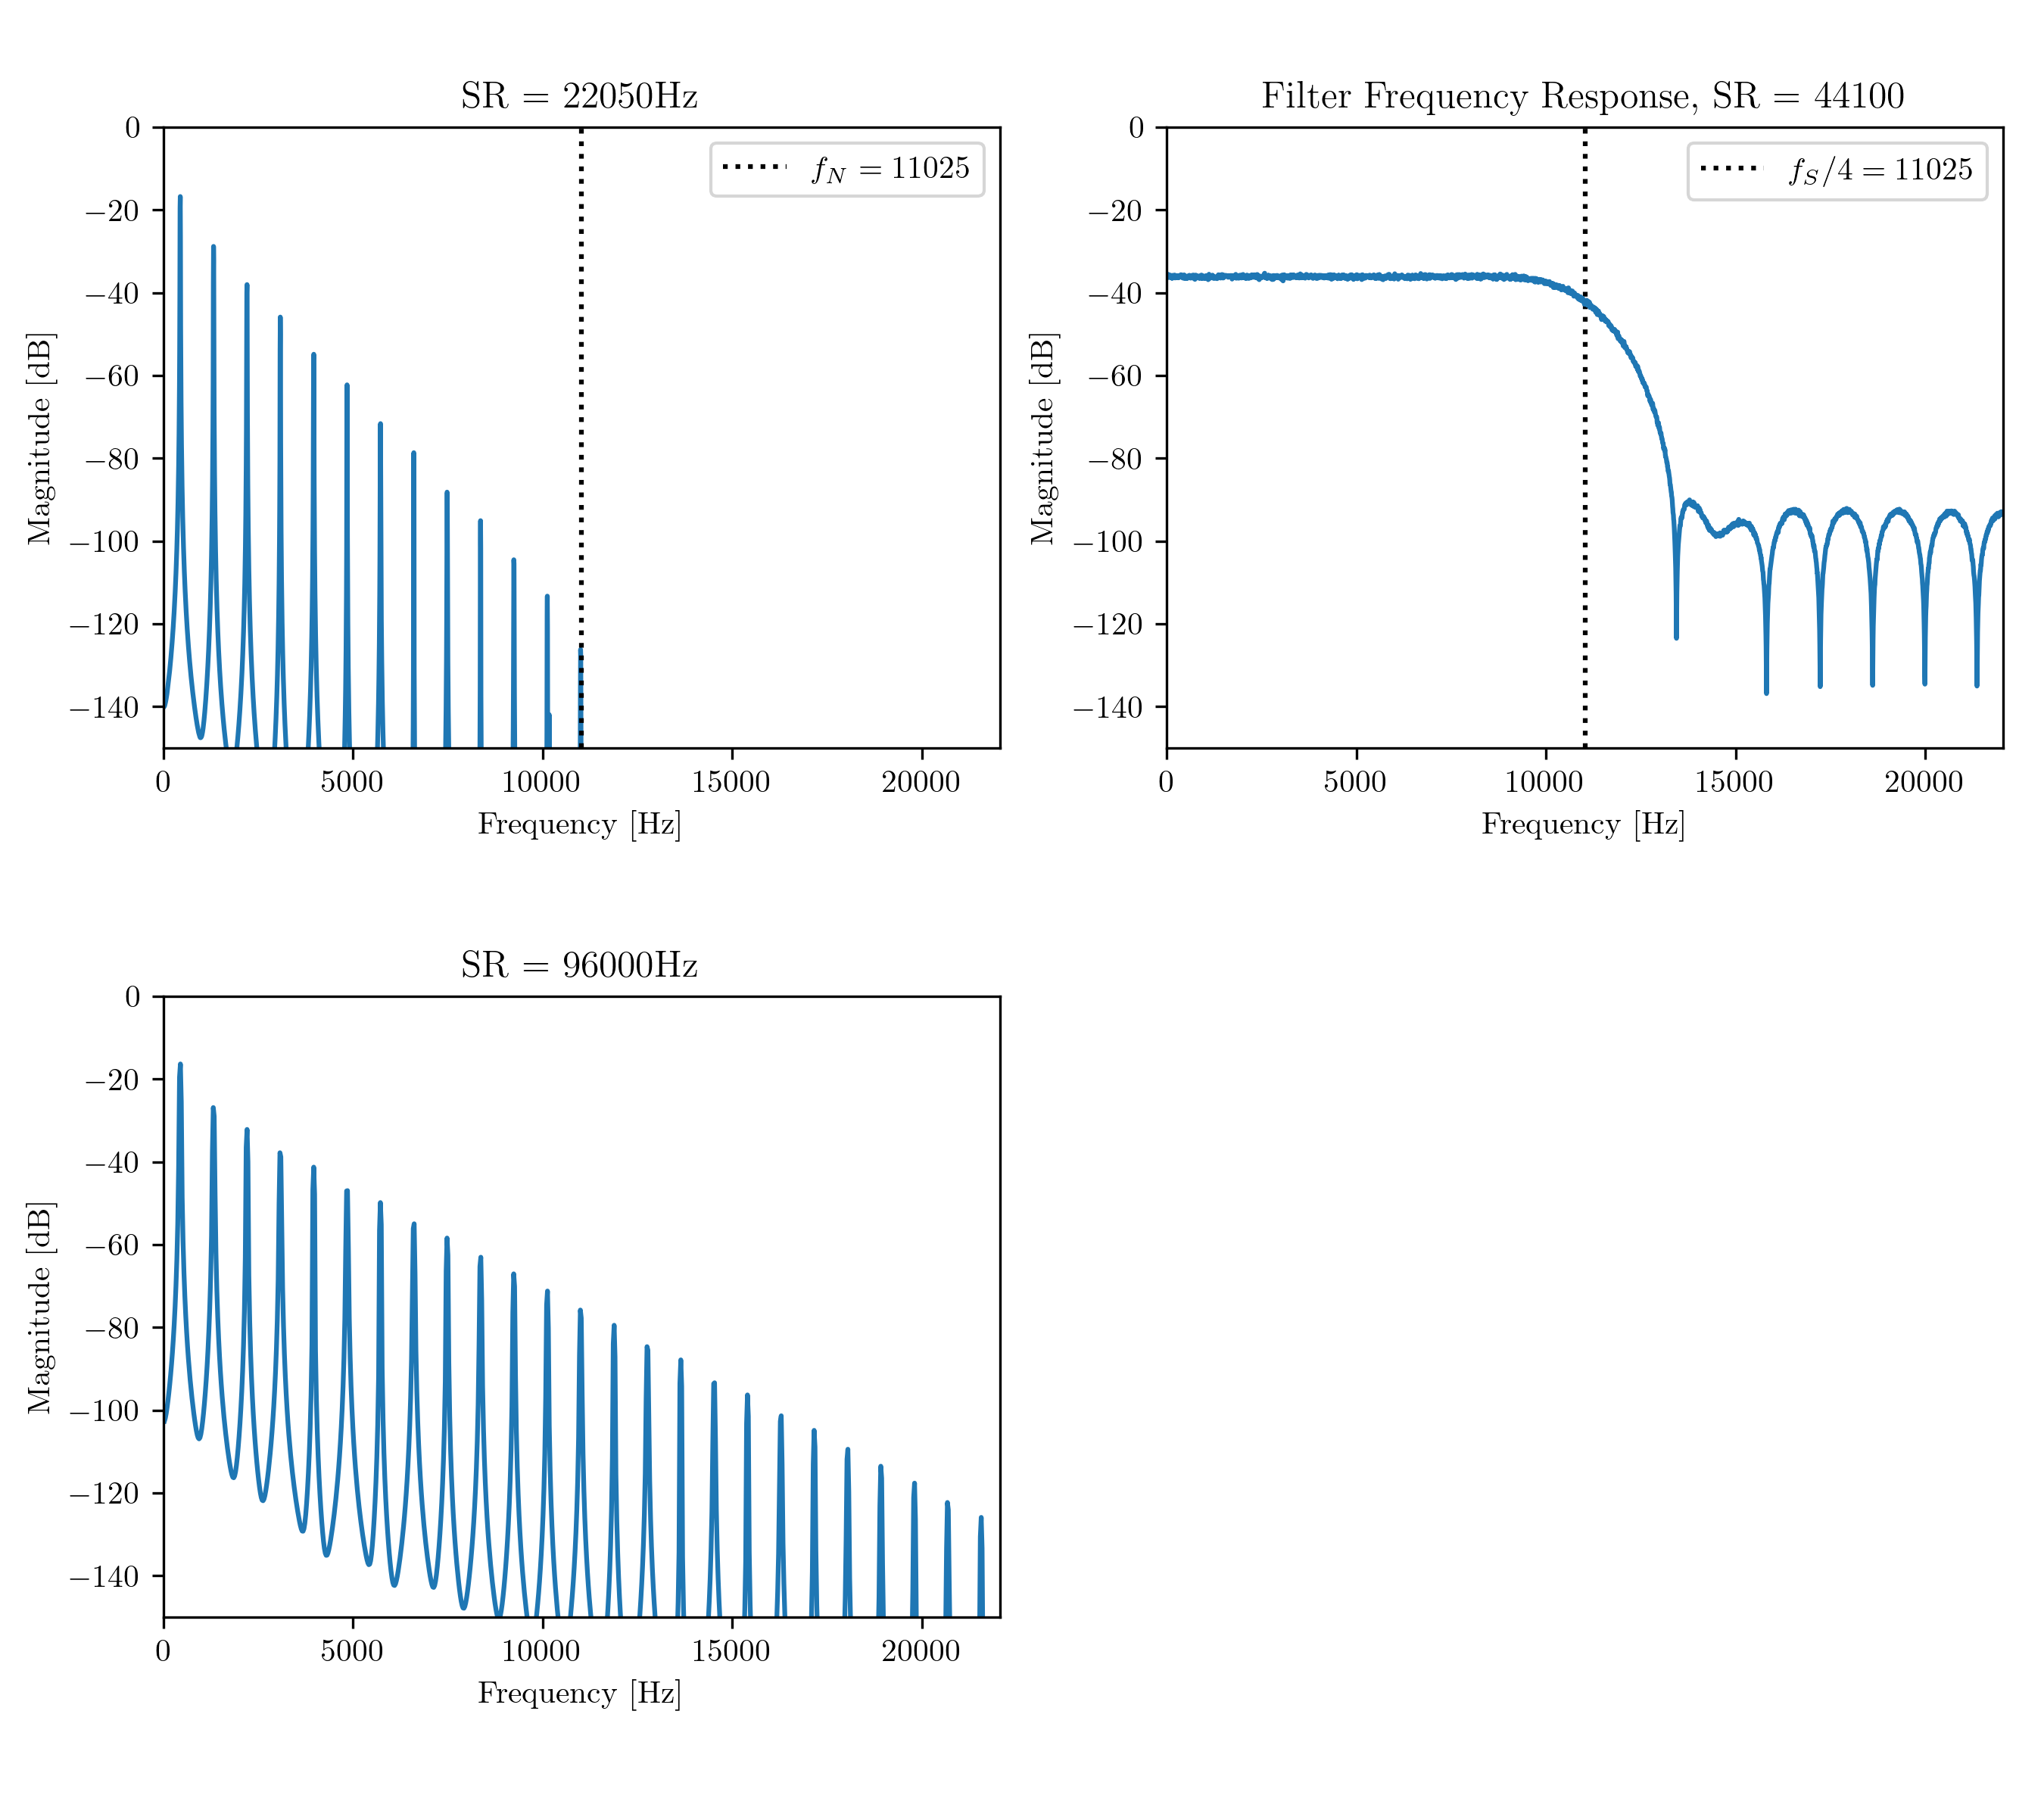 SR = 22050Hz
0
−20
−40
−60
−80
−100
−120
−140
Magnitude [dB]
f_N = 11025
0 5000 10000 15000 20000
Frequency [Hz]
Filter Frequency Response, SR = 44100
0
−20
−40
−60
−80
−100
−120
−140
Magnitude [dB]
f_S/4 = 11025
0 5000 10000 15000 20000
Frequency [Hz]
SR = 96000Hz
0
−20
−40
−60
−80
−100
−120
−140
Magnitude [dB]
0 5000 10000 15000 20000
Frequency [Hz]